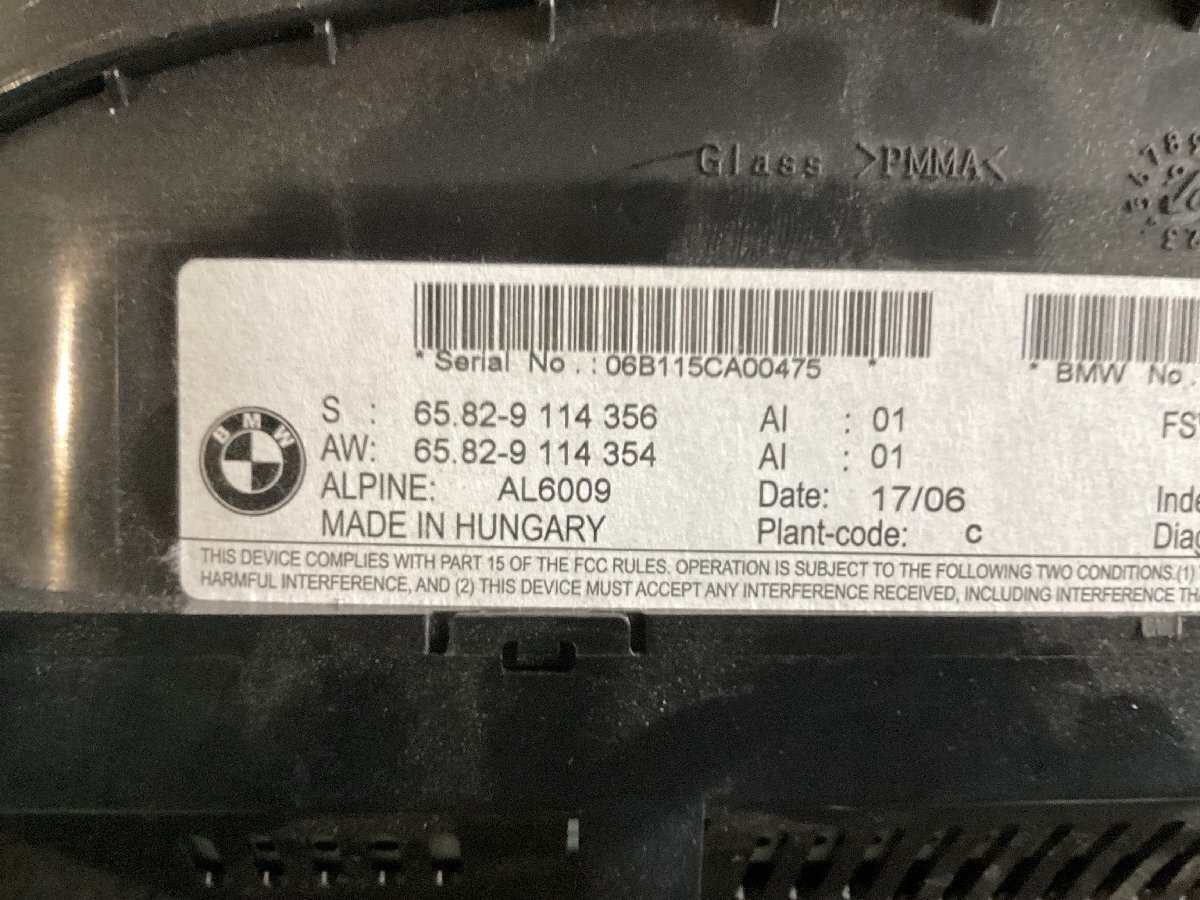 Glass >PMMA<
* Serial No.: 06B115CA00475 *
* BMW No.
BMW
S : 65.82-9 114 356 AI : 01
AW: 65.82-9 114 354 AI : 01
ALPINE: AL6009 Date: 17/06
MADE IN HUNGARY Plant-code: C
THIS DEVICE COMPLIES WITH PART 15 OF THE FCC RULES. OPERATION IS SUBJECT TO THE FOLLOWING TWO CONDITIONS.(1)
HARMFUL INTERFERENCE, AND (2) THIS DEVICE MUST ACCEPT ANY INTERFERENCE RECEIVED, INCLUDING INTERFERENCE